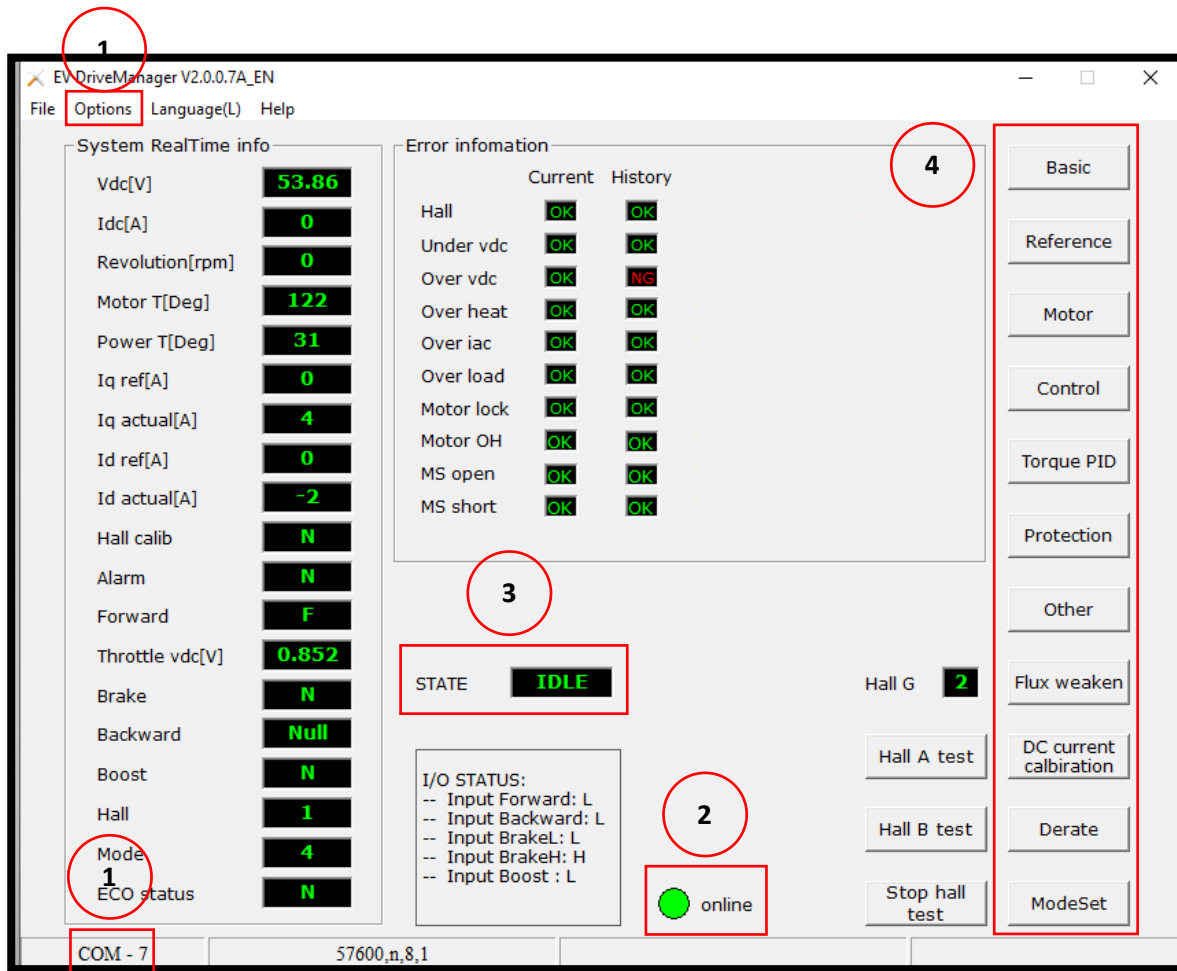 1
EV DriveManager V2.0.0.7A_EN
File Options Language(L) Help
System RealTime info
Vdc[V] 53.86
Idc[A] 0
Revolution[rpm] 0
Motor T[Deg] 122
Power T[Deg] 31
Iq ref[A] 0
Iq actual[A] 4
Id ref[A] 0
Id actual[A] -2
Hall calib N
Alarm N
Forward F
Throttle vdc[V] 0.852
Brake N
Backward Null
Boost N
Hall 1
Mode 4
1
ECO status N
Error infomation
Current History
Hall OK OK
Under vdc OK OK
Over vdc OK NG
Over heat OK OK
Over iac OK OK
Over load OK OK
Motor lock OK OK
Motor OH OK OK
MS open OK OK
MS short OK OK
3
STATE IDLE
I/O STATUS:
-- Input Forward: L
-- Input Backward: L
-- Input BrakeL: L
-- Input BrakeH: H
-- Input Boost : L
2
online
Hall G 2
Hall A test
Hall B test
Stop hall
test
4
Basic
Reference
Motor
Control
Torque PID
Protection
Other
Flux weaken
DC current
calbiration
Derate
ModeSet
COM - 7 57600,n,8,1